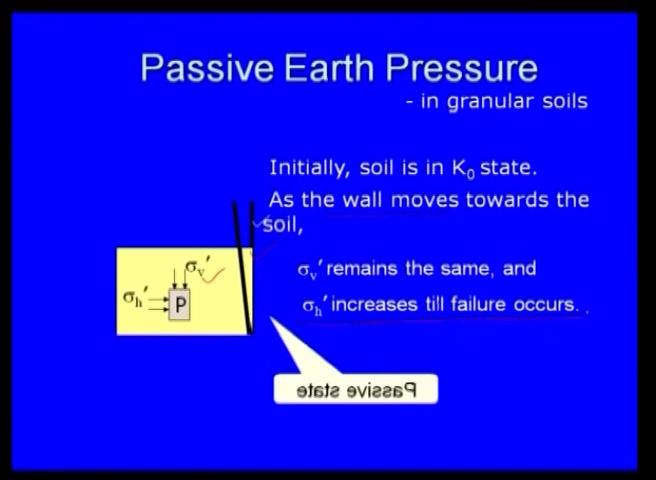 Passive Earth Pressure
- in granular soils
Initially, soil is in K₀ state.
As the wall moves towards the
soil,
σv′ remains the same, and
σh′ increases till failure occurs.
σv′
σh′
P
Passive state